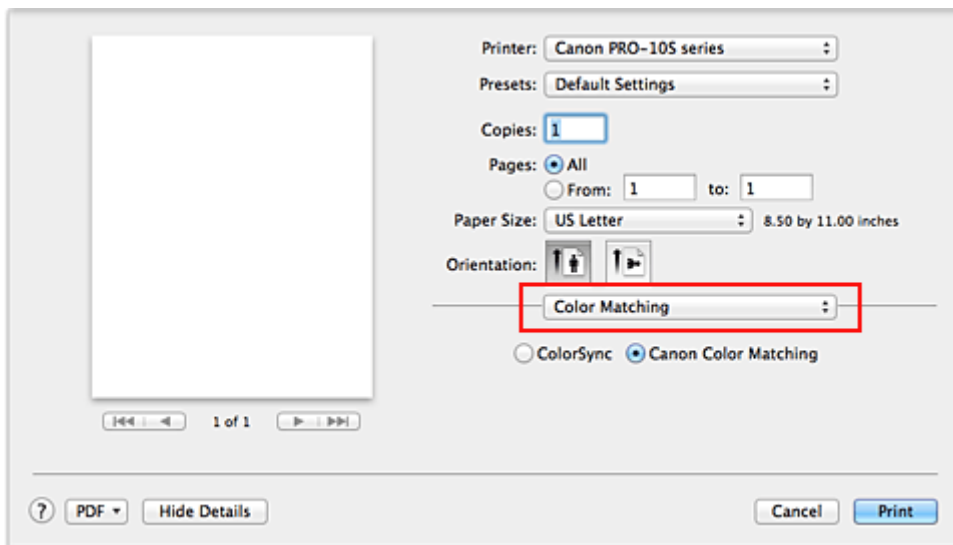 Printer: Canon PRO-10S series
Presets: Default Settings
Copies: 1
Pages: All
From: 1 to: 1
Paper Size: US Letter 8.50 by 11.00 inches
Orientation:
Color Matching
ColorSync Canon Color Matching
1 of 1
? PDF Hide Details Cancel Print